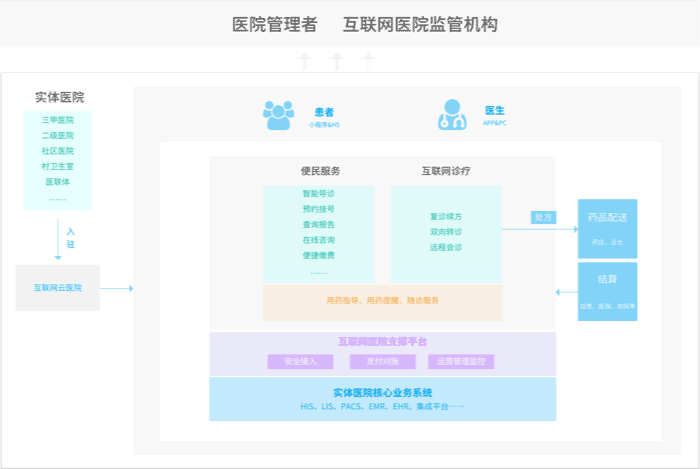 医院管理者 互联网医院监管机构
实体医院
三甲医院
二级医院
社区医院
村卫生室
医联体
……
入驻
互联网云医院
患者
小程序&H5
医生
APP&PC
便民服务
智能导诊
预约挂号
查询报告
在线咨询
便捷缴费
……
互联网诊疗
复诊续方
双向转诊
远程会诊
用药指导、用药提醒、随访服务
处方
药品配送
药店、云仓
结算
自费、医保、商保等
互联网医院支撑平台
安全接入
支付对账
运营管理监控
实体医院核心业务系统
HIS、LIS、PACS、EMR、EHR、集成平台……